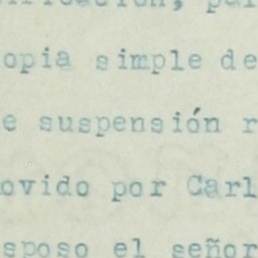 opia simple de
e suspensión r
ovido por Carl
sposo el señor